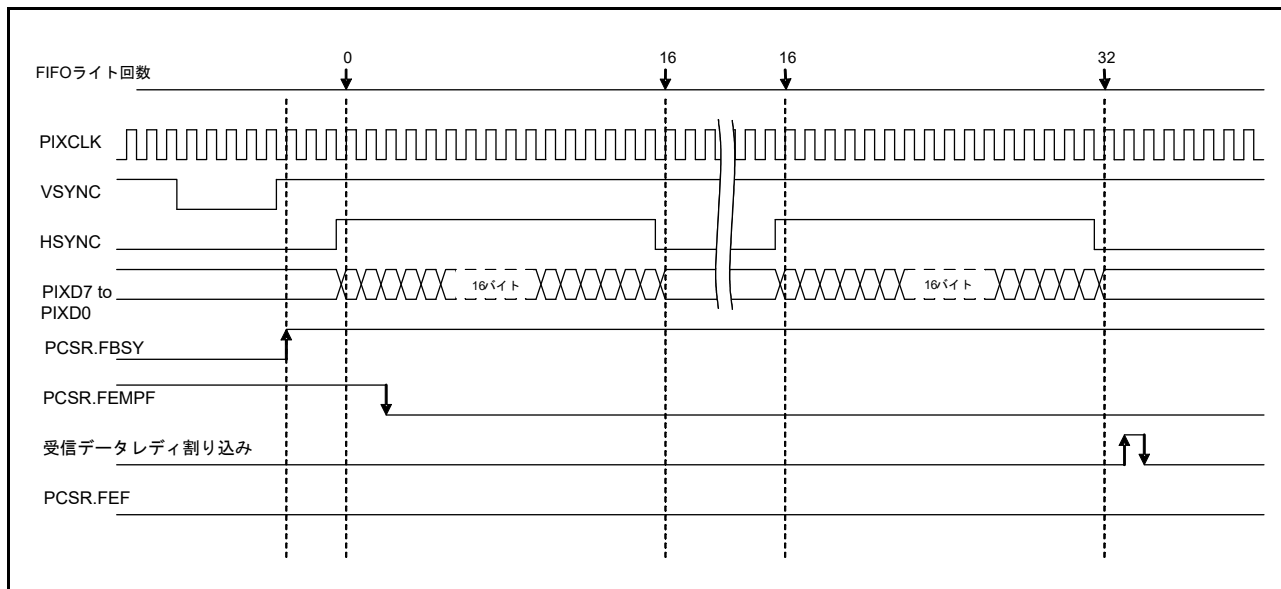 0 16 16 32
FIFOライト回数
PIXCLK
VSYNC
HSYNC
PIXD7 to
PIXD0
16バイト 16バイト
PCSR.FBSY
PCSR.FEMPF
受信データレディ割り込み
PCSR.FEF